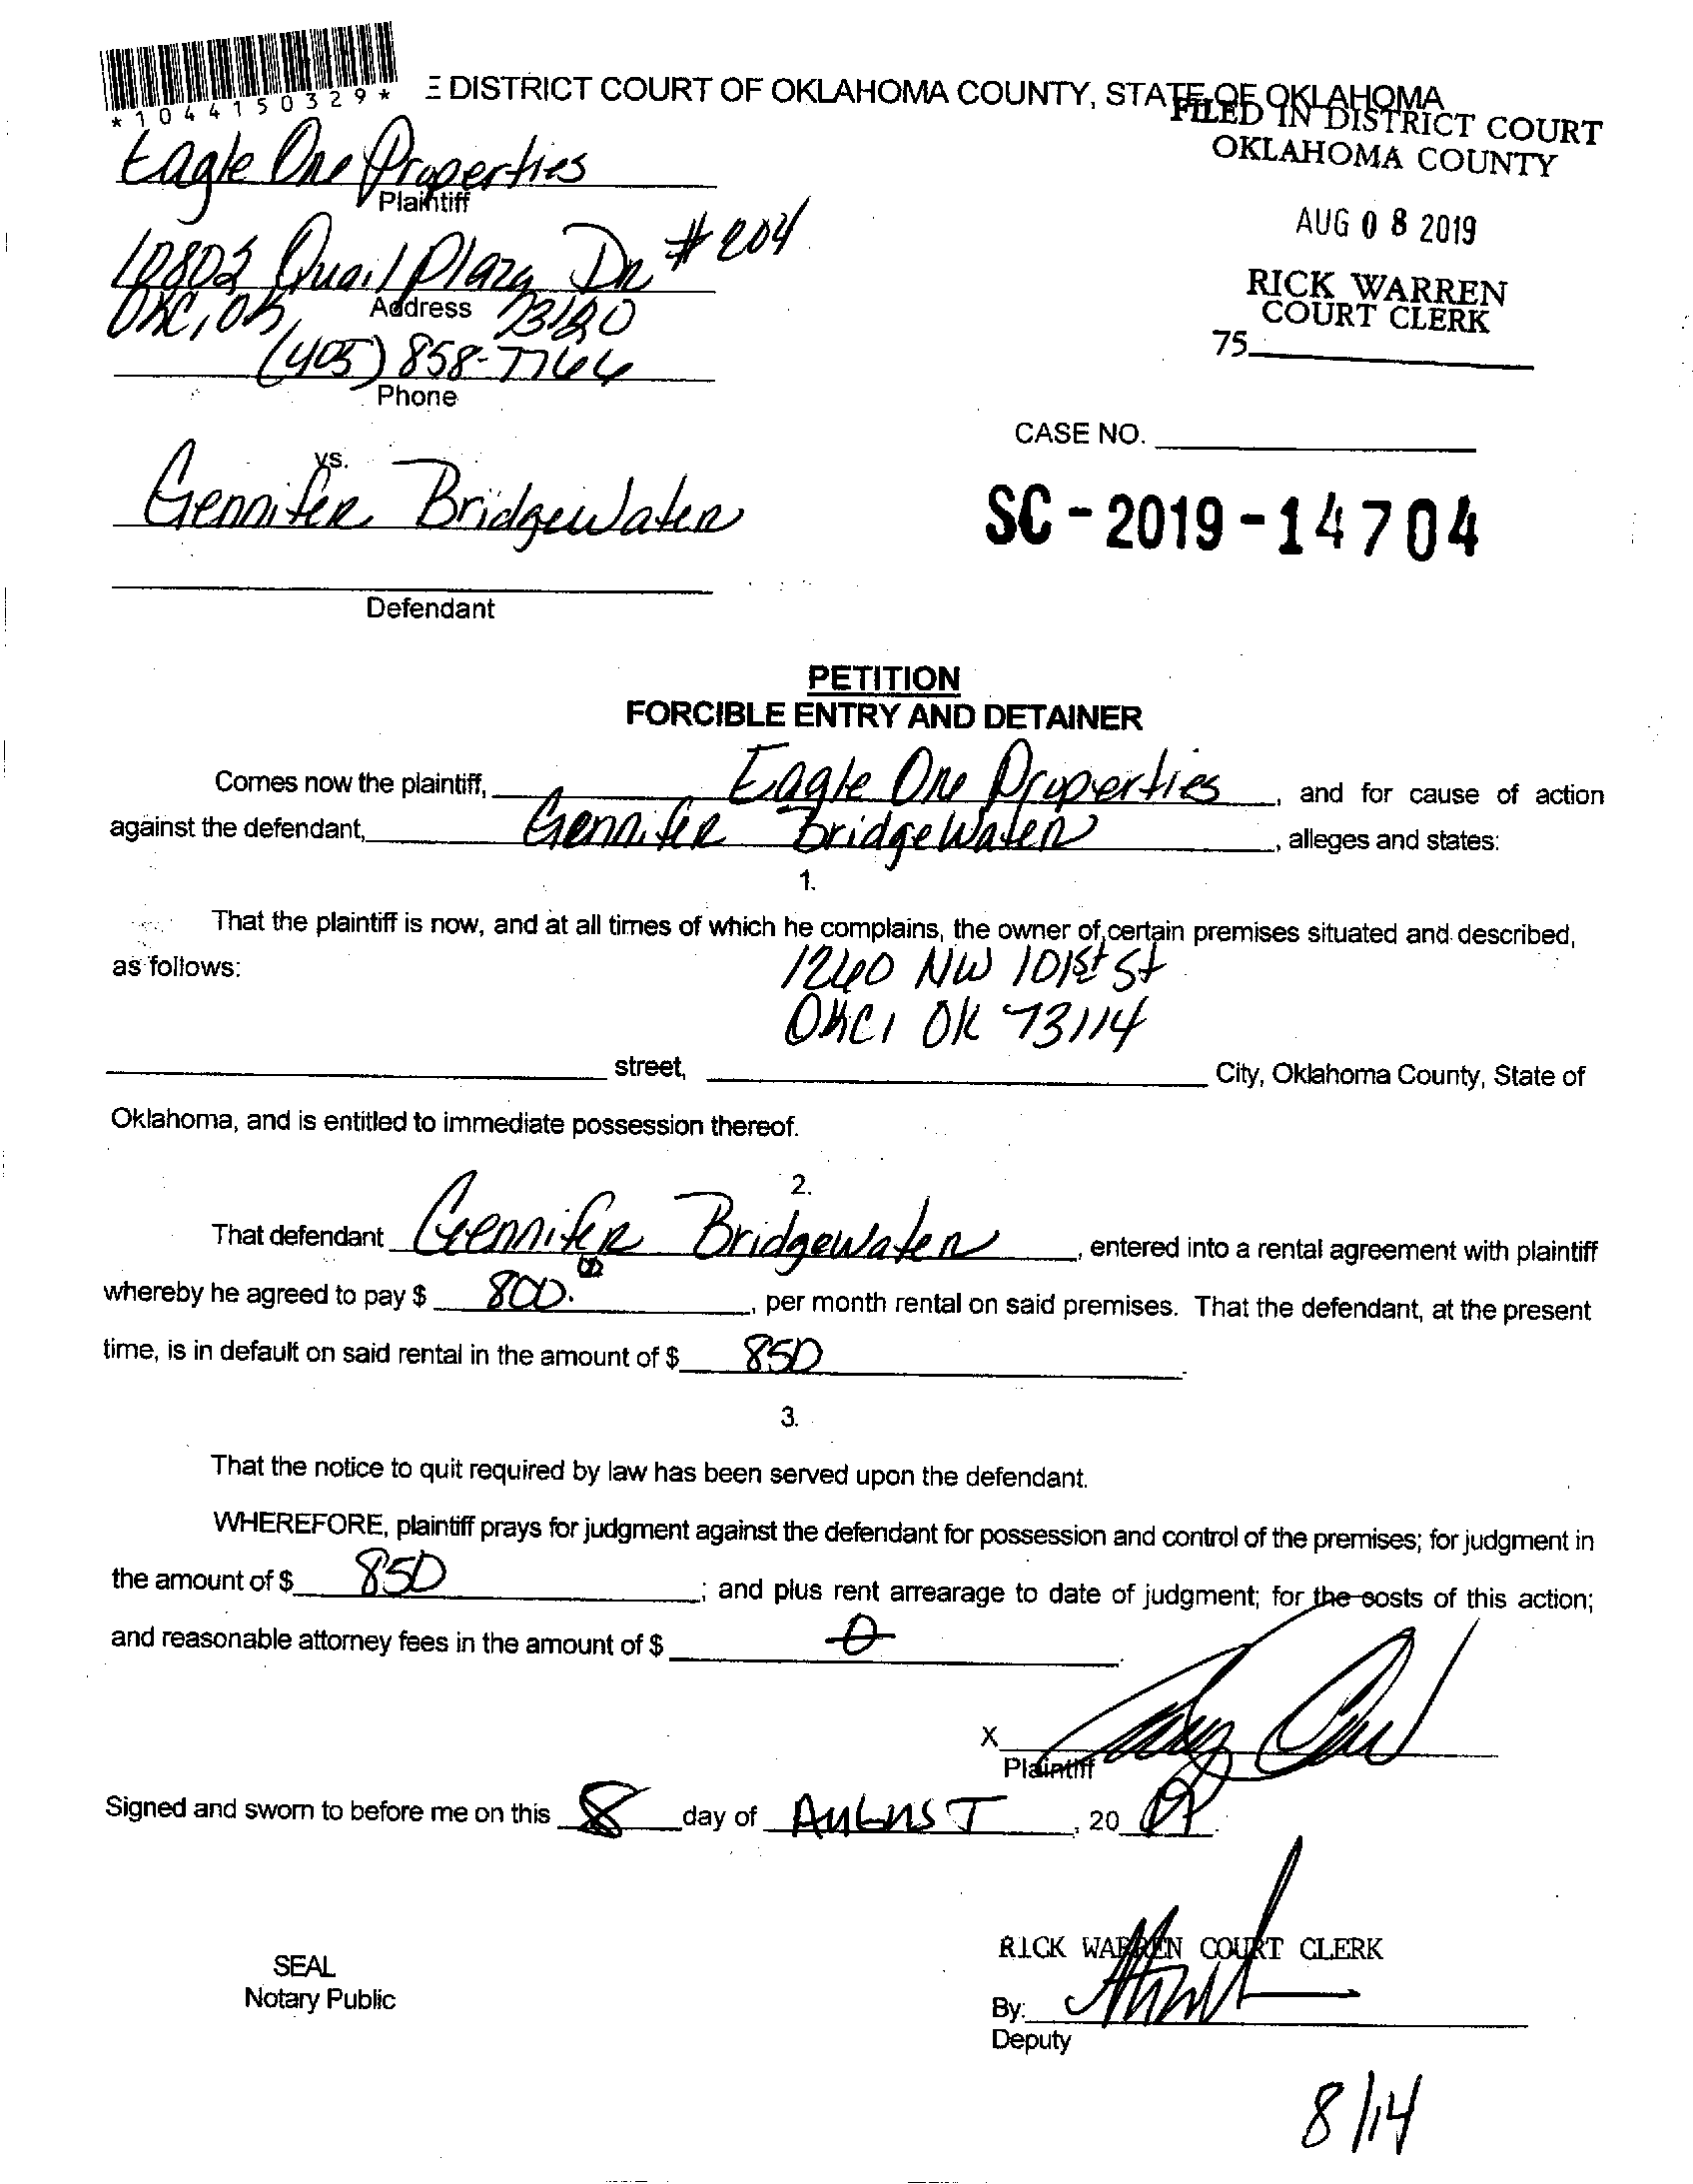 *1044150329*
E DISTRICT COURT OF OKLAHOMA COUNTY, STATE OF OKLAHOMA
FILED IN DISTRICT COURT
OKLAHOMA COUNTY
Eagle One Properties
Plaintiff
AUG 08 2019
10802 Quail Plaza Dr #204
RICK WARREN
COURT CLERK
OKC, OK 73120
Address
75
(405) 858-7744
Phone
CASE NO.
vs.
Gennifer Bridgewater
SC-2019-14704
Defendant
PETITION
FORCIBLE ENTRY AND DETAINER
Comes now the plaintiff, Eagle One Properties, and for cause of action
against the defendant, Gennifer Bridgewater, alleges and states:
1.
That the plaintiff is now, and at all times of which he complains, the owner of certain premises situated and described,
as follows: 1240 NW 101st St
OKC, OK 73114
street, City, Oklahoma County, State of
Oklahoma, and is entitled to immediate possession thereof.
2.
That defendant Gennifer Bridgewater, entered into a rental agreement with plaintiff
whereby he agreed to pay $ 800.00, per month rental on said premises. That the defendant, at the present
time, is in default on said rental in the amount of $ 850.
3.
That the notice to quit required by law has been served upon the defendant.
WHEREFORE, plaintiff prays for judgment against the defendant for possession and control of the premises; for judgment in
the amount of $ 850; and plus rent arrearage to date of judgment; for the costs of this action;
and reasonable attorney fees in the amount of $ 0.
X
Plaintiff
Signed and sworn to before me on this 8 day of August, 2019.
RICK WARREN COURT CLERK
SEAL
Notary Public
By:
Deputy
8/14